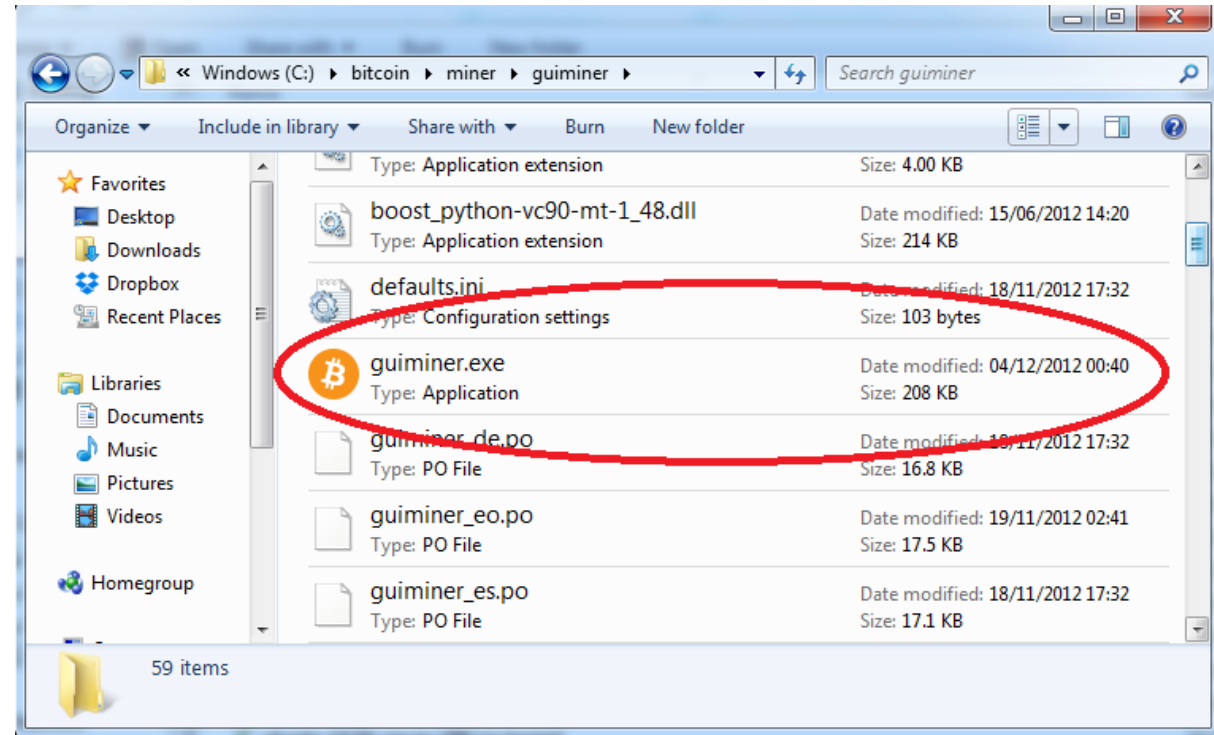 « Windows (C:) ▸ bitcoin ▸ miner ▸ guiminer ▸
Search guiminer
Organize ▾ Include in library ▾ Share with ▾ Burn New folder
Favorites
Desktop
Downloads
Dropbox
Recent Places
Libraries
Documents
Music
Pictures
Videos
Homegroup
Type: Application extension Size: 4.00 KB
boost_python-vc90-mt-1_48.dll Date modified: 15/06/2012 14:20
Type: Application extension Size: 214 KB
defaults.ini Date modified: 18/11/2012 17:32
Type: Configuration settings Size: 103 bytes
guiminer.exe Date modified: 04/12/2012 00:40
Type: Application Size: 208 KB
guiminer_de.po Date modified: 18/11/2012 17:32
Type: PO File Size: 16.8 KB
guiminer_eo.po Date modified: 19/11/2012 02:41
Type: PO File Size: 17.5 KB
guiminer_es.po Date modified: 18/11/2012 17:32
Type: PO File Size: 17.1 KB
59 items